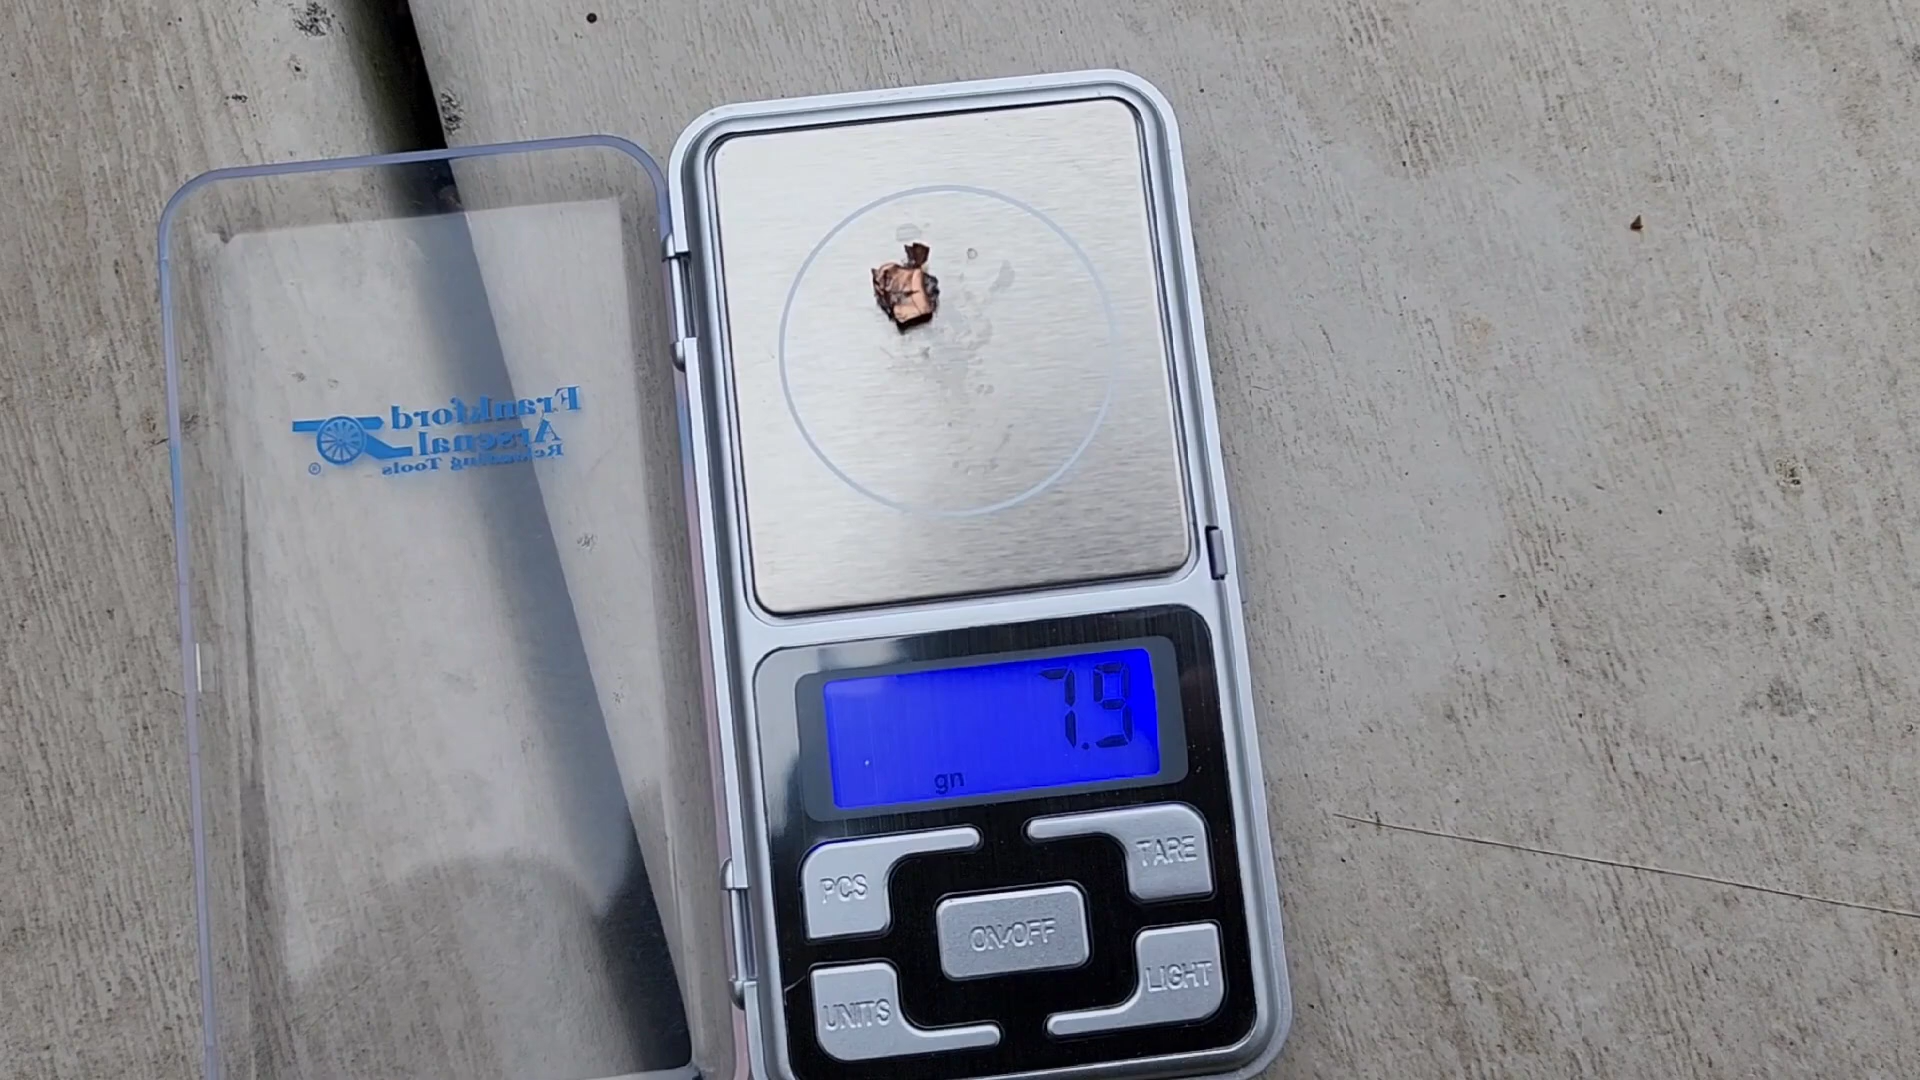 Frankford
Arsenal
Reloading Tools
®
7.9
gn
PCS
TARE
ON/OFF
UNITS
LIGHT